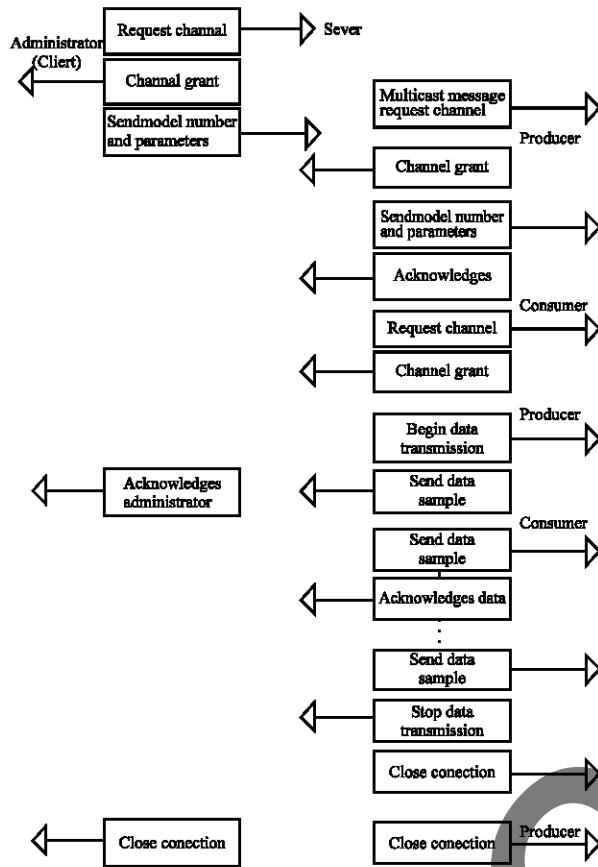 Request channal
Administrator
(Cliert)
Sever
Channal grant
Sendmodel number
and parameters
Multicast message
request channel
Producer
Channel grant
Sendmodel number
and parameters
Acknowledges
Consumer
Request channel
Channel grant
Producer
Begin data
transmission
Acknowledges
administrator
Send data
sample
Consumer
Send data
sample
Acknowledges data
Send data
sample
Stop data
transmission
Close conection
Close conection
Close conection
Producer